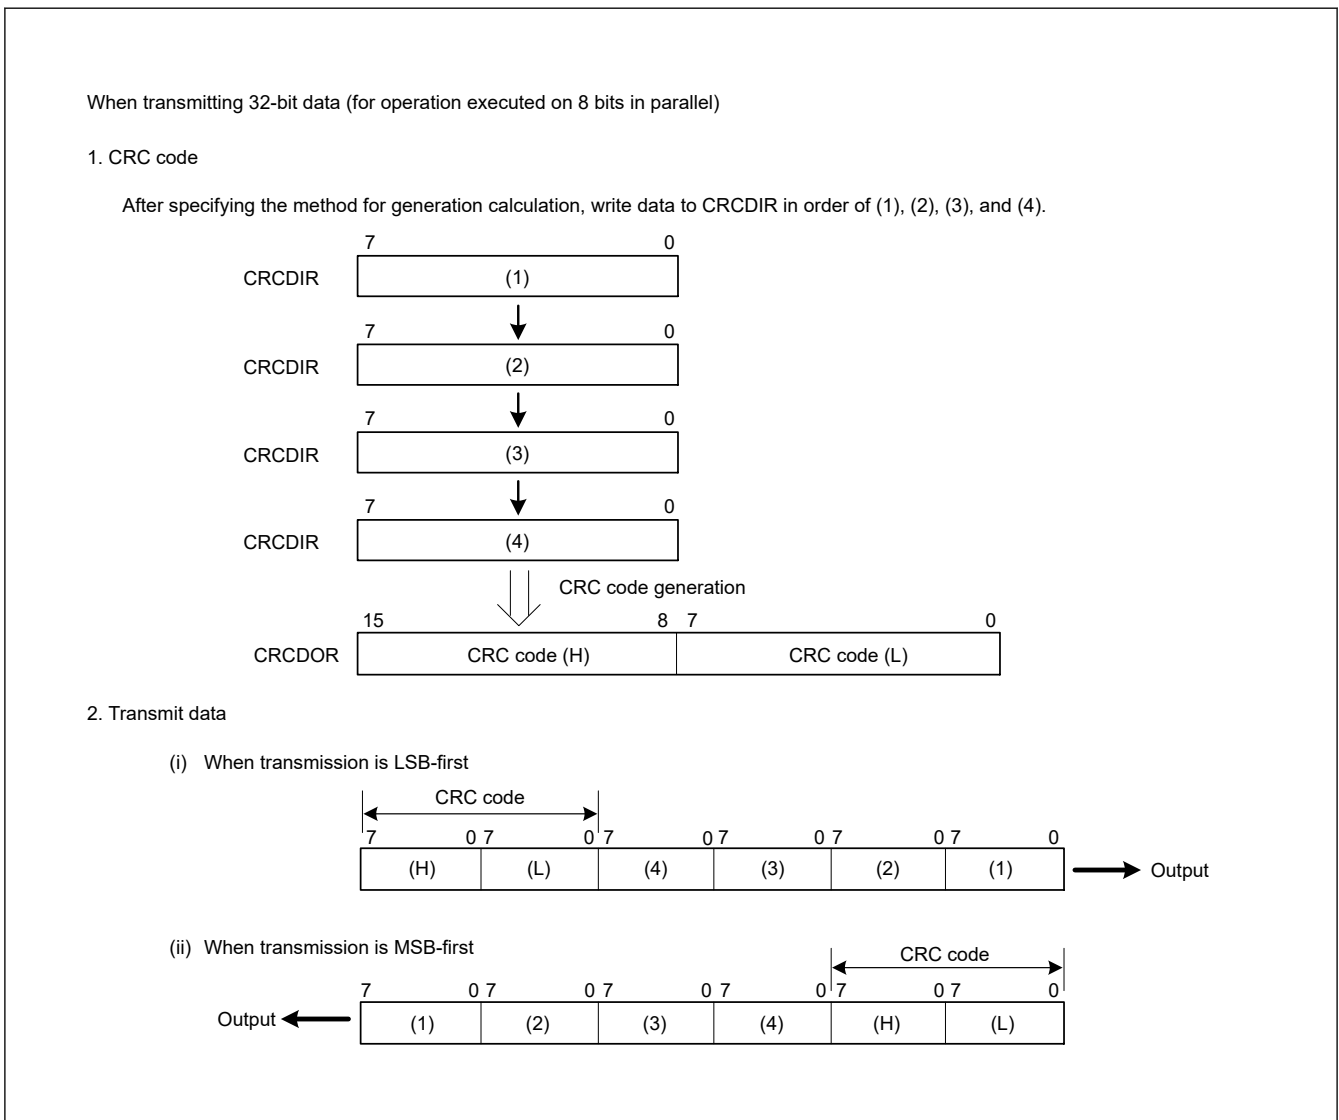 When transmitting 32-bit data (for operation executed on 8 bits in parallel)
1. CRC code
After specifying the method for generation calculation, write data to CRCDIR in order of (1), (2), (3), and (4).
7 0
CRCDIR (1)
7 0
CRCDIR (2)
7 0
CRCDIR (3)
7 0
CRCDIR (4)
CRC code generation
15 8 7 0
CRCDOR CRC code (H) CRC code (L)
2. Transmit data
(i) When transmission is LSB-first
CRC code
7 0 7 0 7 0 7 0 7 0 7 0
(H) (L) (4) (3) (2) (1) Output
(ii) When transmission is MSB-first
CRC code
7 0 7 0 7 0 7 0 7 0 7 0
Output (1) (2) (3) (4) (H) (L)